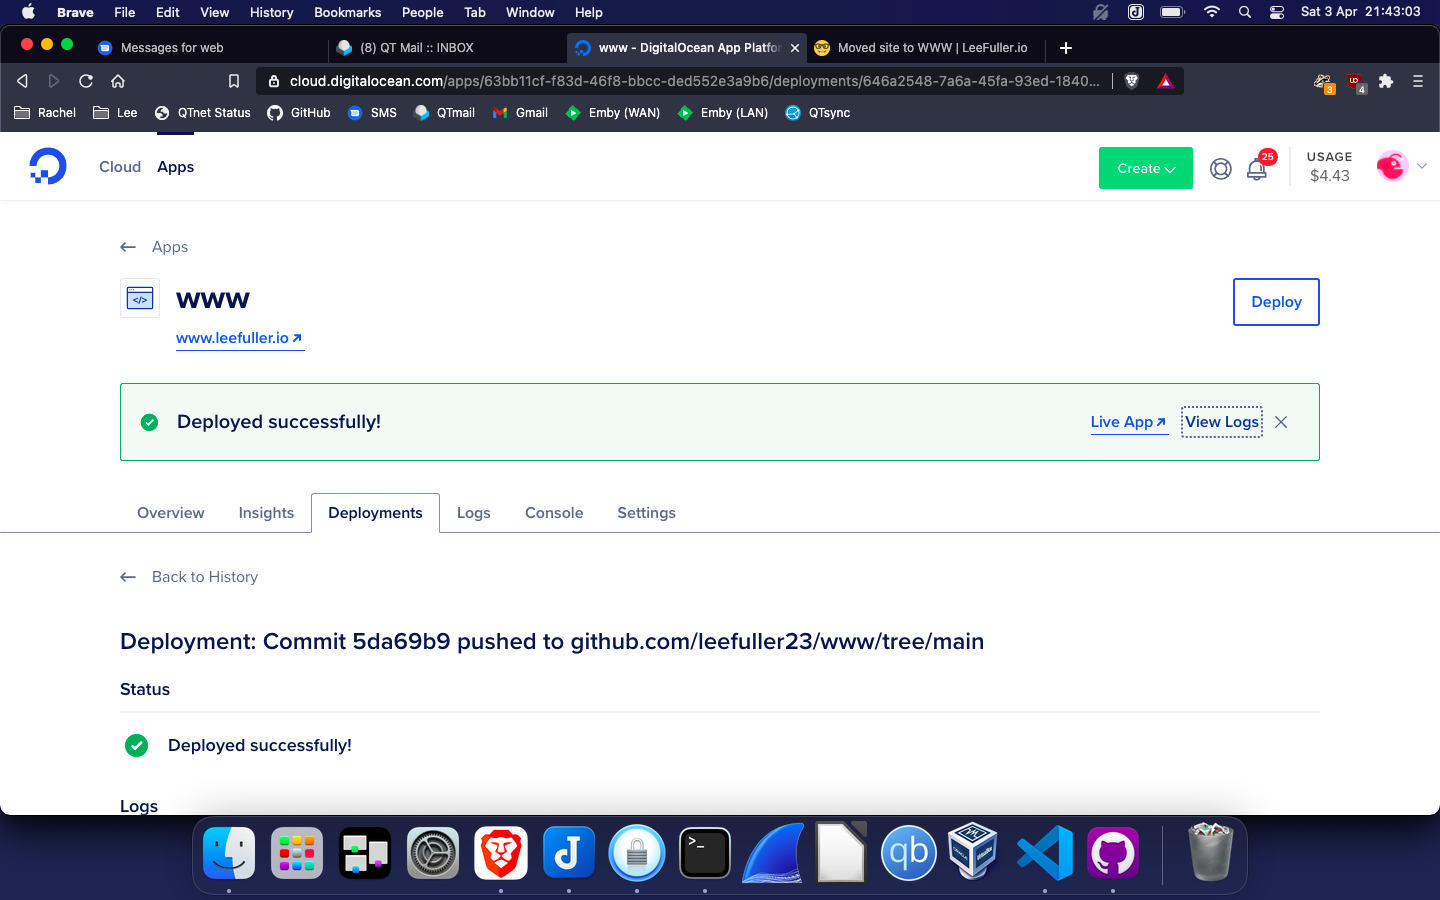 Brave File Edit View History Bookmarks People Tab Window Help Sat 3 Apr 21:43:03
Messages for web (8) QT Mail :: INBOX www - DigitalOcean App Platfor Moved site to WWW | LeeFuller.io
cloud.digitalocean.com/apps/63bb11cf-f83d-46f8-bbcc-ded552e3a9b6/deployments/646a2548-7a6a-45fa-93ed-1840... 3 4
Rachel Lee QTnet Status GitHub SMS QTmail Gmail Emby (WAN) Emby (LAN) QTsync
Cloud Apps Create 25 USAGE
$4.43
← Apps
www Deploy
www.leefuller.io
Deployed successfully! Live App View Logs
Overview Insights Deployments Logs Console Settings
← Back to History
Deployment: Commit 5da69b9 pushed to github.com/leefuller23/www/tree/main
Status
Deployed successfully!
Logs
qb